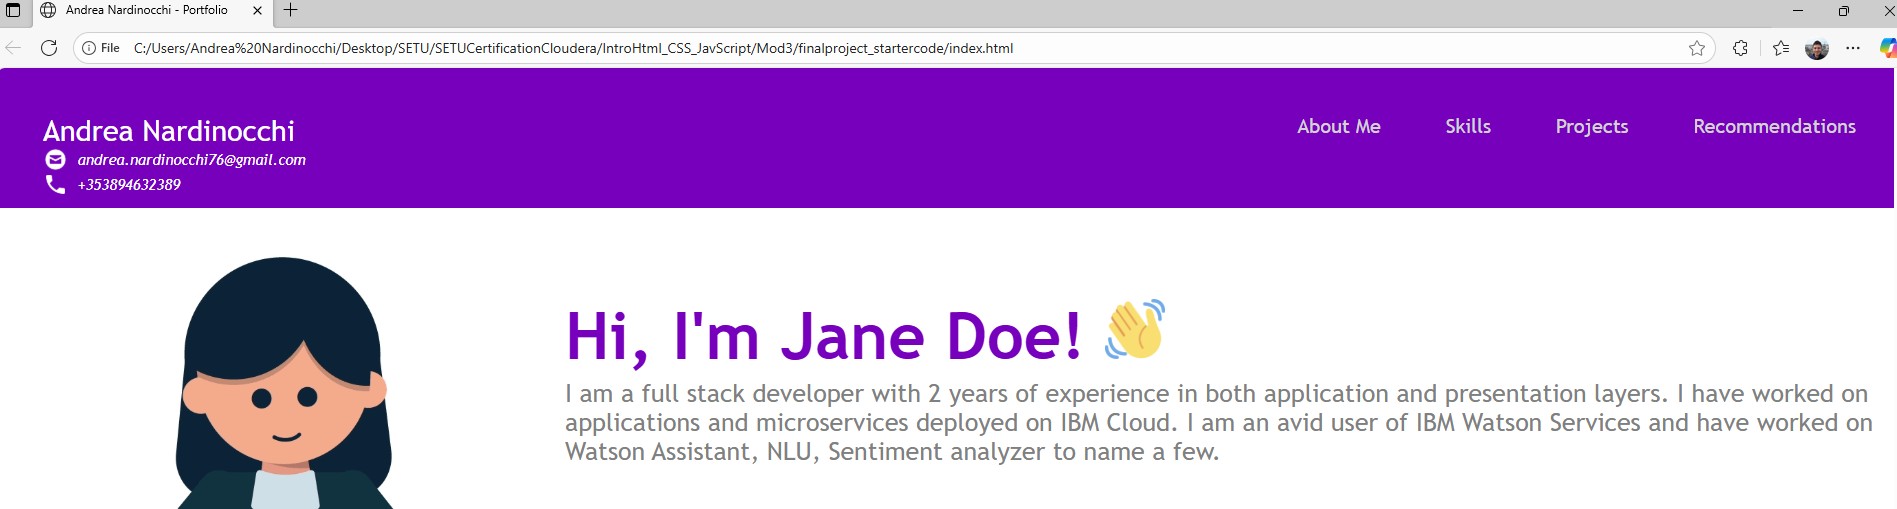 Andrea Nardinocchi - Portfolio
File C:/Users/Andrea%20Nardinocchi/Desktop/SETU/SETUCertificationCloudera/IntroHtml_CSS_JavScript/Mod3/finalproject_startercode/index.html
Andrea Nardinocchi
andrea.nardinocchi76@gmail.com
+353894632389
About Me Skills Projects Recommendations
Hi, I'm Jane Doe!
I am a full stack developer with 2 years of experience in both application and presentation layers. I have worked on
applications and microservices deployed on IBM Cloud. I am an avid user of IBM Watson Services and have worked on
Watson Assistant, NLU, Sentiment analyzer to name a few.